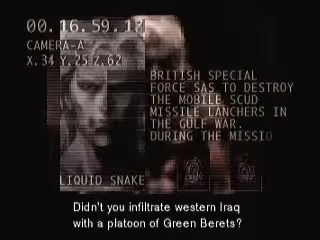 00.16.59.17
CAMERA-A
X.34 Y.25 Z.62
BRITISH SPECIAL
FORCE SAS TO DESTROY
THE MOBILE SCUD
MISSILE LANCHERS IN
THE GULF WAR.
DURING THE MISSIO
LIQUID SNAKE
Didn't you infiltrate western Iraq
with a platoon of Green Berets?